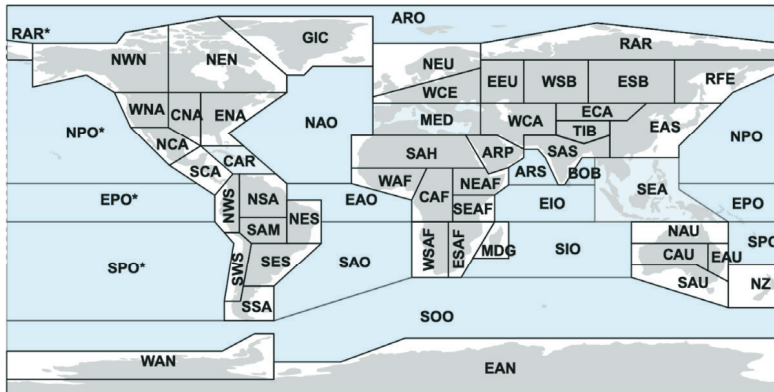 ARO
RAR*
GIC
RAR
NWN
NEN
NEU
EEU
WSB
ESB
RFE
WCE
WNA
CNA
ENA
NAO
MED
WCA
ECA
TIB
EAS
NPO*
NPO
NCA
SCA
CAR
SAH
ARP
SAS
ARS
BOB
WAF
CAF
NEAF
SEAF
SEA
EPO*
NWS
NSA
NES
EAO
EIO
EPO
SAM
SPO*
SWS
SES
SAO
WSAF
ESAF
MDG
SIO
NAU
CAU
EAU
SPO
SAU
NZ
SSA
SOO
WAN
EAN